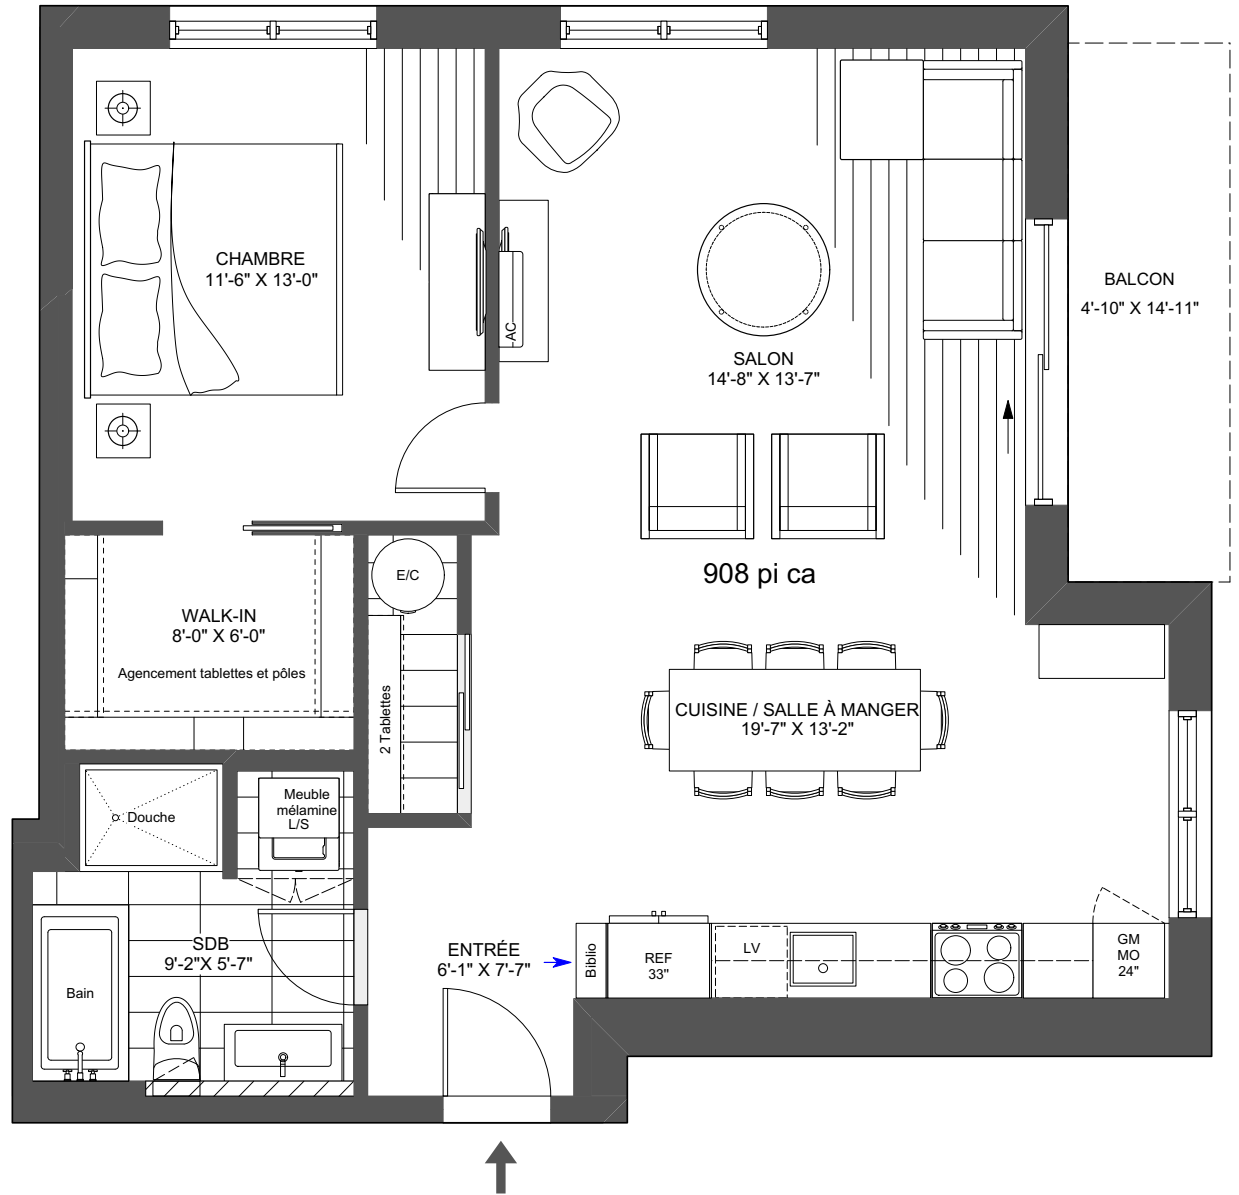 CHAMBRE
11'-6" X 13'-0"
AC
SALON
14'-8" X 13'-7"
BALCON
4'-10" X 14'-11"
908 pi ca
E/C
WALK-IN
8'-0" X 6'-0"
Agencement tablettes et pôles
2 Tablettes
CUISINE / SALLE À MANGER
19'-7" X 13'-2"
Meuble
mélamine
L/S
Douche
SDB
9'-2"X 5'-7"
Bain
ENTRÉE
6'-1" X 7'-7"
Biblio
REF
33"
LV
GM
MO
24"